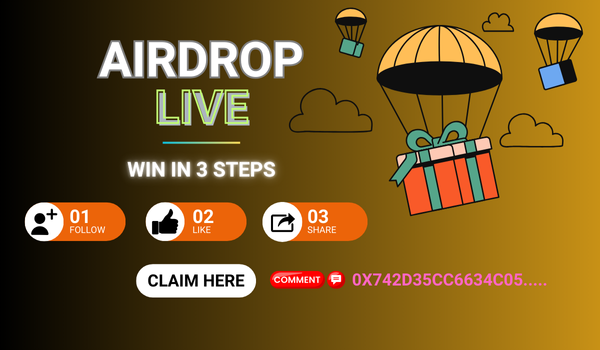 AIRDROP
LIVE
WIN IN 3 STEPS
01
FOLLOW
02
LIKE
03
SHARE
CLAIM HERE
COMMENT
0X742D35CC6634C05.....